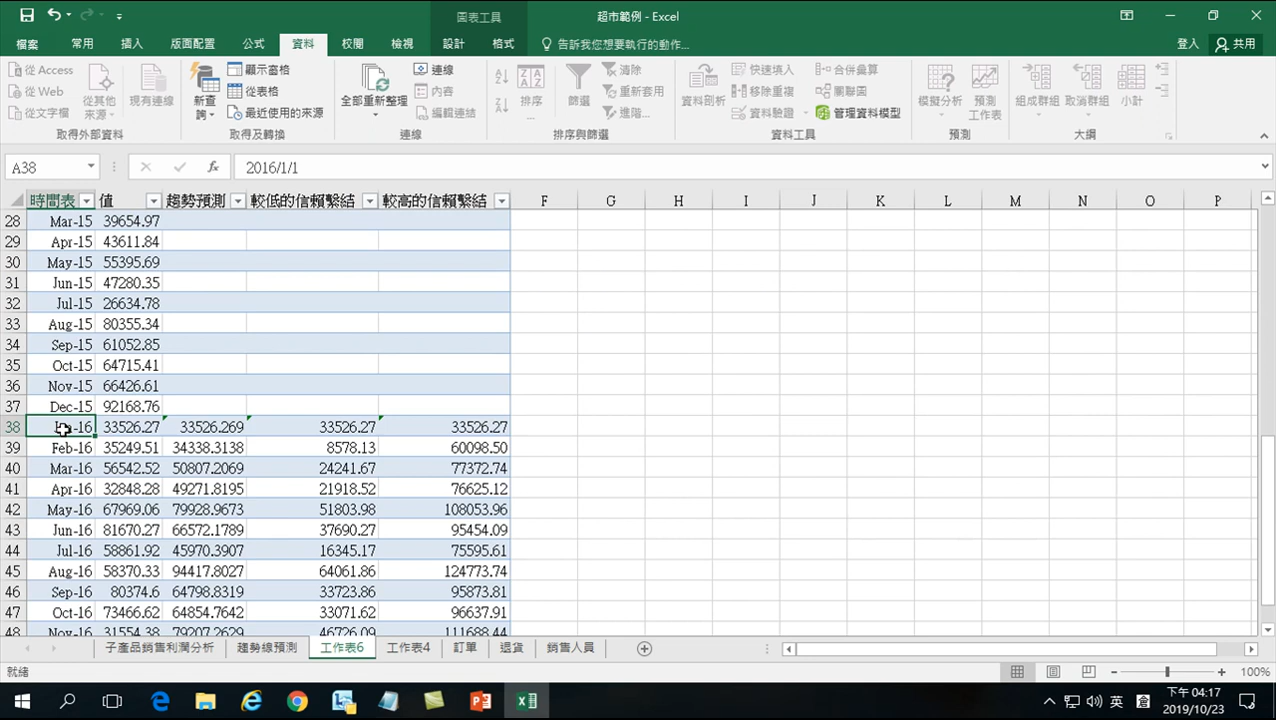 圖表工具
超市範例 - Excel
檔案 常用 插入 版面配置 公式 資料 校閱 檢視 設計 格式 告訴我您想要執行的動作... 登入 共用
從 Access
從 Web
從文字檔
從其他
來源
現有連線
取得外部資料
新查
詢
顯示窗格
從表格
最近使用的來源
取得及轉換
全部重新整理
連線
內容
編輯連結
連線
排序
...
篩選
清除
重新套用
進階...
排序與篩選
資料剖析
快速填入
移除重複
資料驗證
合併彙算
關聯圖
管理資料模型
資料工具
模擬分析
預測
工作表
預測
組成群組
取消群組
小計
大綱
A38 2016/1/1
時間表 值 趨勢預測 較低的信賴繫結 較高的信賴繫結 F G H I J K L M N O P
28 Mar-15 39654.97
29 Apr-15 43611.84
30 May-15 55395.69
31 Jun-15 47280.35
32 Jul-15 26634.78
33 Aug-15 80355.34
34 Sep-15 61052.85
35 Oct-15 64715.41
36 Nov-15 66426.61
37 Dec-15 92168.76
38 33526.27 33526.269 33526.27 33526.27
39 Feb-16 35249.51 34338.3138 8578.13 60098.50
40 Mar-16 56542.52 50807.2069 24241.67 77372.74
41 Apr-16 32848.28 49271.8195 21918.52 76625.12
42 May-16 67969.06 79928.9673 51803.98 108053.96
43 Jun-16 81670.27 66572.1789 37690.27 95454.09
44 Jul-16 58861.92 45970.3907 16345.17 75595.61
45 Aug-16 58370.33 94417.8027 64061.86 124773.74
46 Sep-16 80374.6 64798.8319 33723.86 95873.81
47 Oct-16 73466.62 64854.7642 33071.62 96637.91
48 Nov-16 31554.38 79207.2629 46726.09 111688.44
子產品銷售利潤分析 趨勢線預測 工作表6 工作表4 訂單 退貨 銷售人員
就緒 100%
英 下午 04:17
2019/10/23